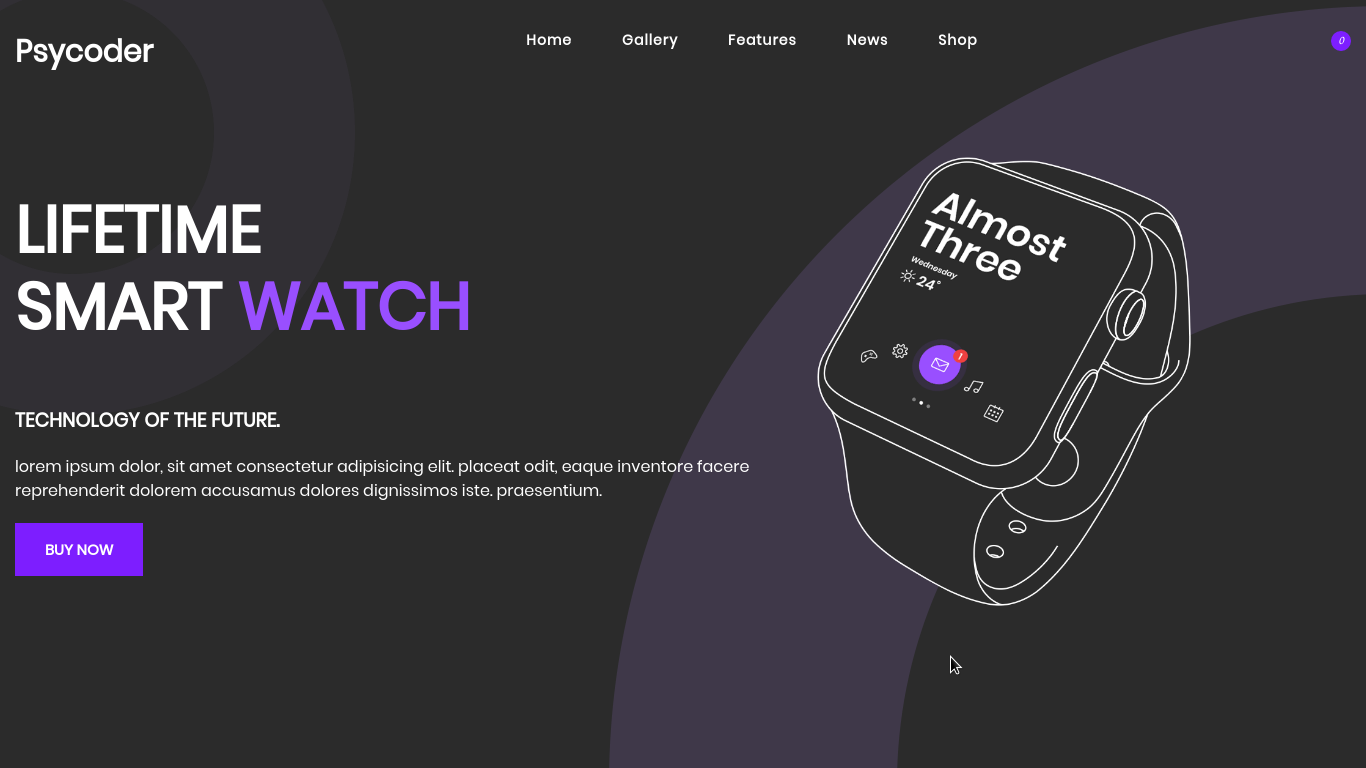 Psycoder
Home Gallery Features News Shop
0
LIFETIME
SMART WATCH
TECHNOLOGY OF THE FUTURE.
lorem ipsum dolor, sit amet consectetur adipisicing elit. placeat odit, eaque inventore facere
reprehenderit dolorem accusamus dolores dignissimos iste. praesentium.
BUY NOW
Almost
Three
Wednesday
24°
1